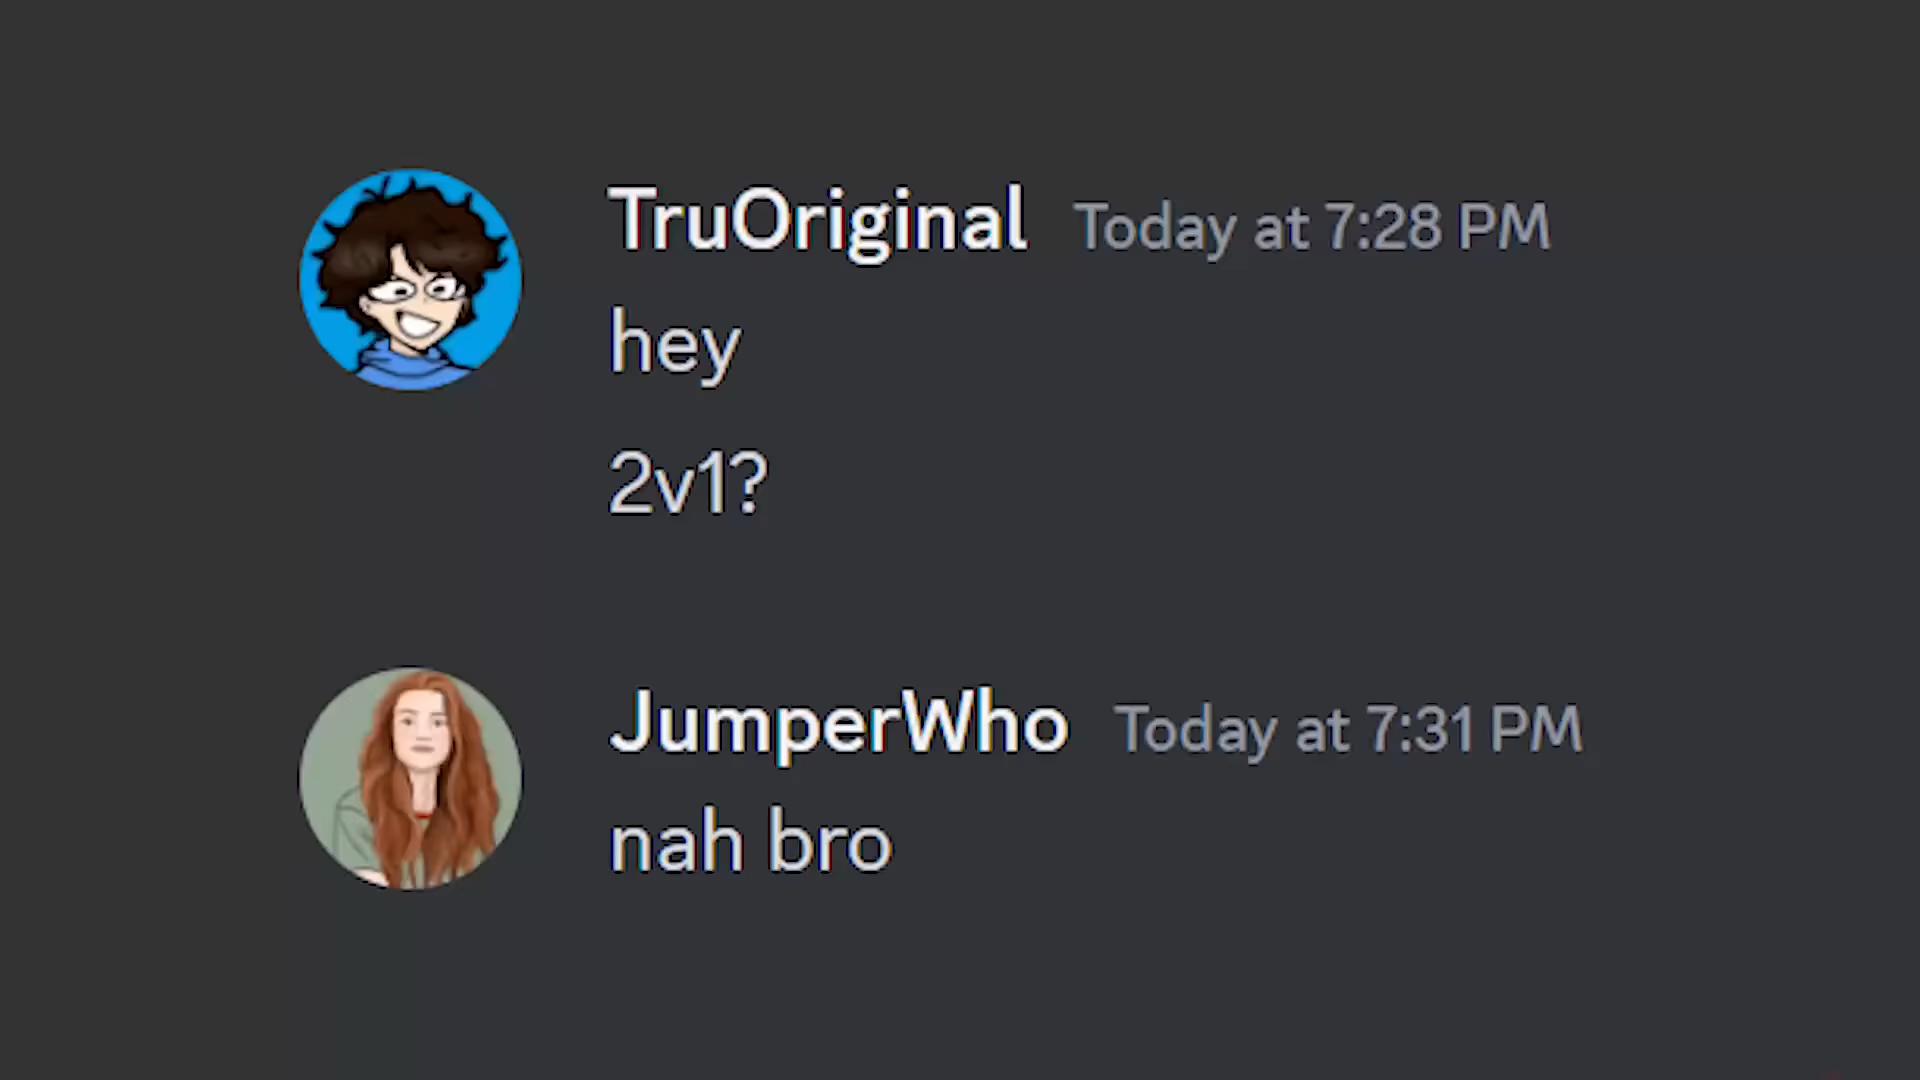 TruOriginal Today at 7:28 PM
hey
2v1?
JumperWho Today at 7:31 PM
nah bro